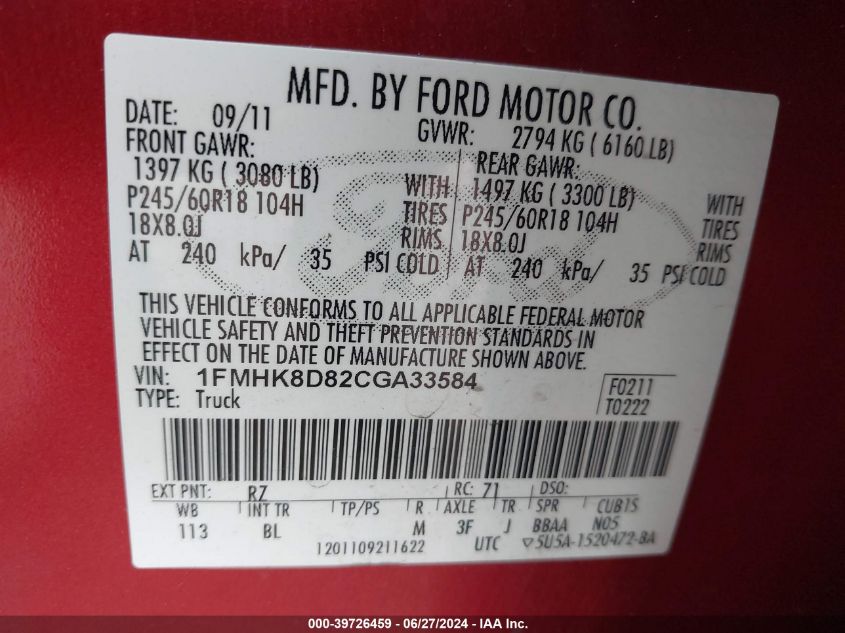 MFD. BY FORD MOTOR CO.
DATE: 09/11 GVWR: 2794 KG ( 6160 LB)
FRONT GAWR: REAR GAWR:
1397 KG ( 3080 LB) WITH 1497 KG ( 3300 LB) WITH
P245/60R18 104H TIRES P245/60R18 104H TIRES
18X8.0J RIMS 18X8.0J RIMS
AT 240 kPa/ 35 PSI COLD AT 240 kPa/ 35 PSI COLD
THIS VEHICLE CONFORMS TO ALL APPLICABLE FEDERAL MOTOR
VEHICLE SAFETY AND THEFT PREVENTION STANDARDS IN
EFFECT ON THE DATE OF MANUFACTURE SHOWN ABOVE.
VIN: 1FMHK8D82CGA33584 F0211
TYPE: Truck T0222
EXT PNT: RZ RC: 71 DSO:
WB INT TR TP/PS R AXLE TR SPR CUB15
113 BL M 3F J BBAA N05
1201109211622 UTC ▽5U5A-1520472-BA
000-39726459 - 06/27/2024 - IAA Inc.